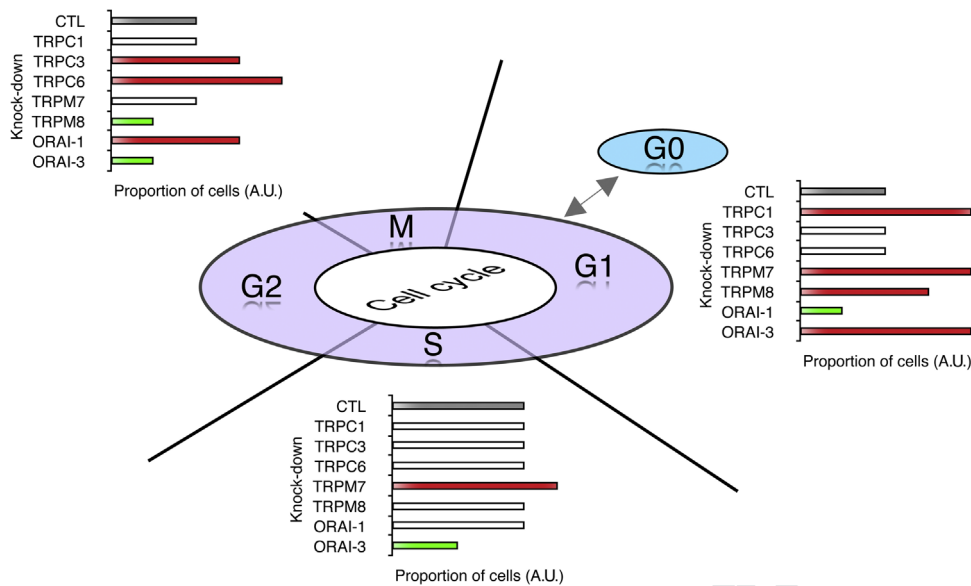 CTL
TRPC1
TRPC3
TRPC6
TRPM7
TRPM8
ORAI-1
ORAI-3
Knock-down
Proportion of cells (A.U.)
G0
M
G1
G2
Cell cycle
S
CTL
TRPC1
TRPC3
TRPC6
TRPM7
TRPM8
ORAI-1
ORAI-3
Knock-down
Proportion of cells (A.U.)
CTL
TRPC1
TRPC3
TRPC6
TRPM7
TRPM8
ORAI-1
ORAI-3
Knock-down
Proportion of cells (A.U.)